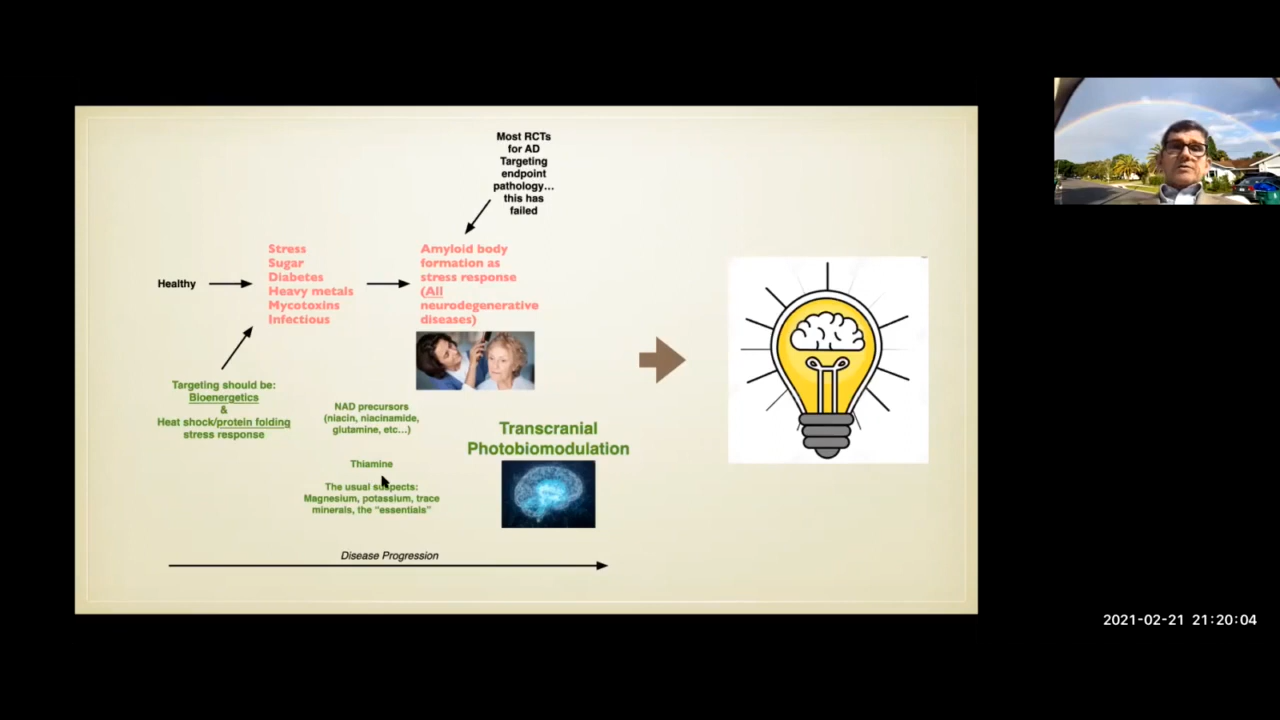 Most RCTs
for AD
Targeting
endpoint
pathology...
this has
failed
Healthy
Stress
Sugar
Diabetes
Heavy metals
Mycotoxins
Infectious
Amyloid body
formation as
stress response
(All
neurodegenerative
diseases)
Targeting should be:
Bioenergetics
&
Heat shock/protein folding
stress response
NAD precursors
(niacin, niacinamide,
glutamine, etc...)
Thiamine
The usual suspects:
Magnesium, potassium, trace
minerals, the “essentials”
Transcranial
Photobiomodulation
Disease Progression
2021-02-21 21:20:04